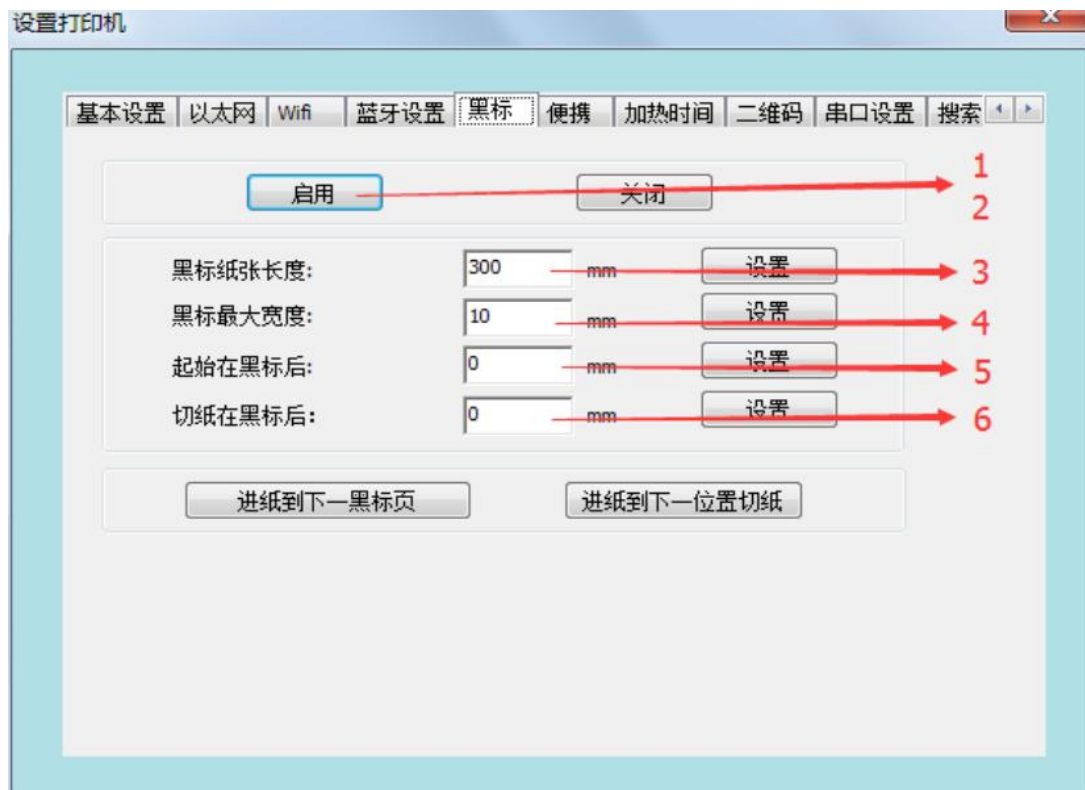 设置打印机
基本设置 以太网 Wifi 蓝牙设置 黑标 便携 加热时间 二维码 串口设置 搜索
启用 关闭 1
2
黑标纸张长度: 300 mm 设置 3
黑标最大宽度: 10 mm 设置 4
起始在黑标后: 0 mm 设置 5
切纸在黑标后: 0 mm 设置 6
进纸到下一黑标页 进纸到下一位置切纸